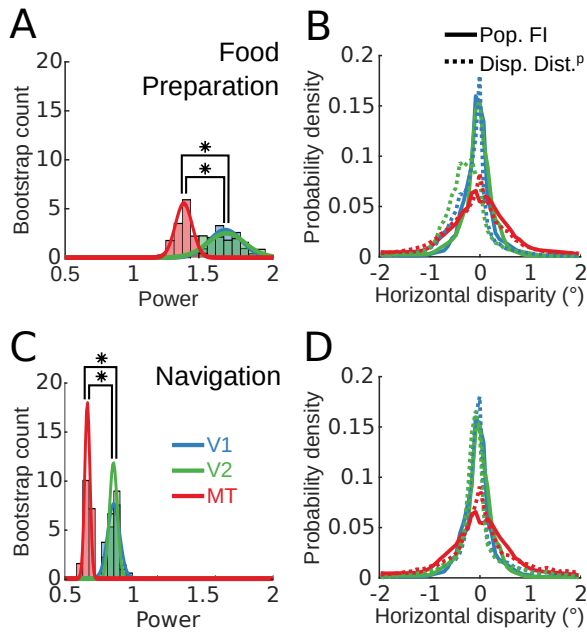 A
Food
Preparation
Bootstrap count
20
15
10
5
0
*
*
0.5
1
1.5
2
Power
B
Pop. FI
Disp. Dist.ᵖ
Probability density
0.2
0.15
0.1
0.05
0
-2
-1
0
1
2
Horizontal disparity (°)
C
Navigation
Bootstrap count
20
15
10
5
0
*
*
V1
V2
MT
0.5
1
1.5
2
Power
D
Probability density
0.2
0.15
0.1
0.05
0
-2
-1
0
1
2
Horizontal disparity (°)